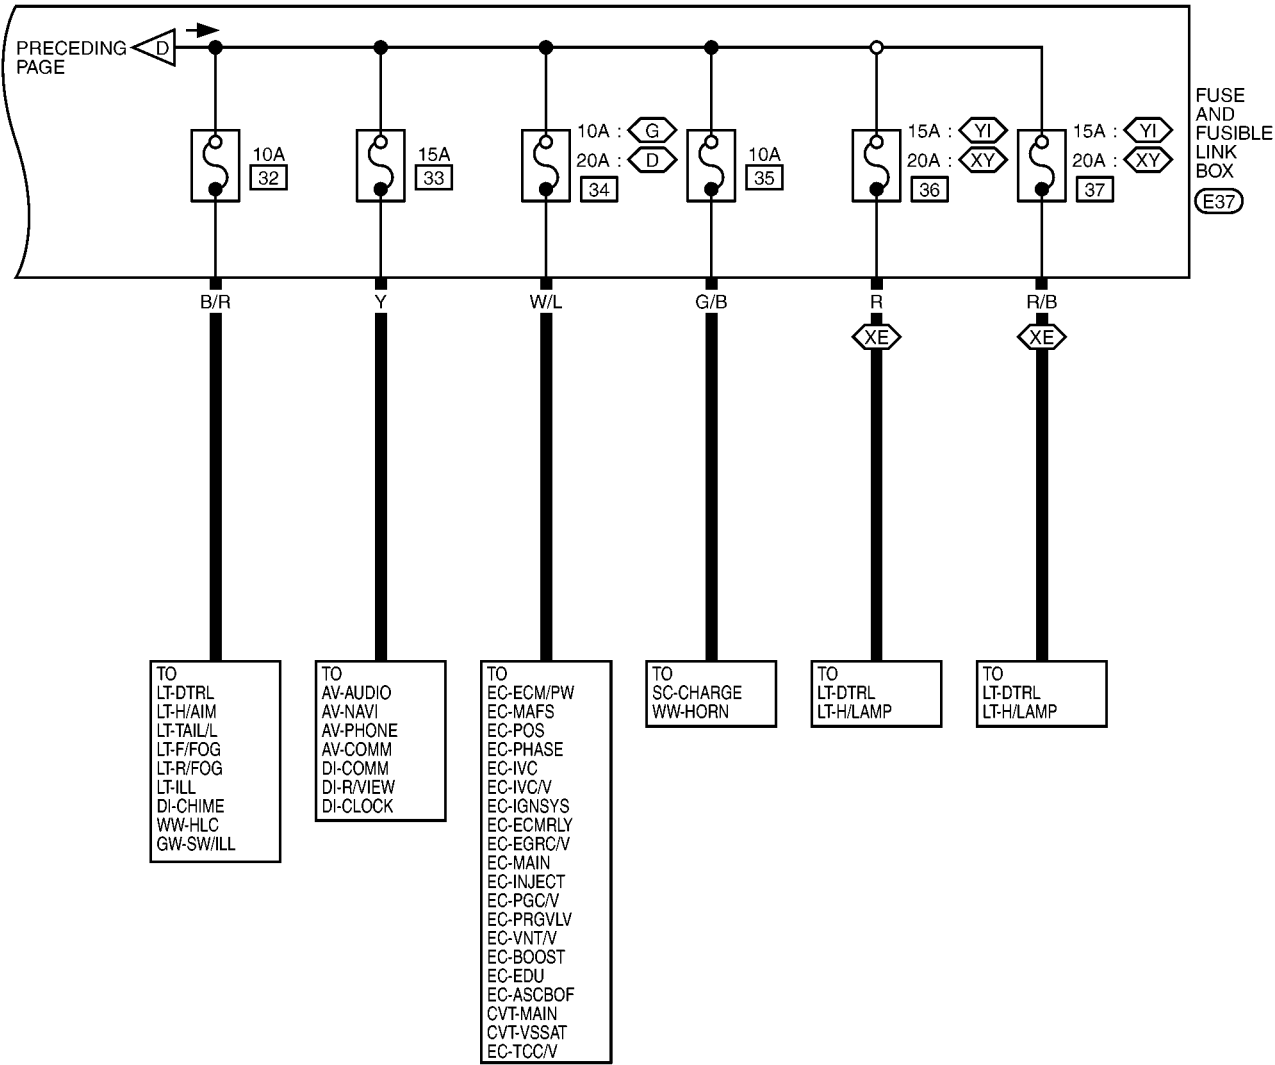 PRECEDING
PAGE
D
10A
32
15A
33
10A : G
20A : D
34
10A
35
15A : YI
20A : XY
36
15A : YI
20A : XY
37
FUSE
AND
FUSIBLE
LINK
BOX
E37
B/R
Y
W/L
G/B
R
R/B
XE
XE
TO
LT-DTRL
LT-H/AIM
LT-TAIL/L
LT-F/FOG
LT-R/FOG
LT-ILL
DI-CHIME
WW-HLC
GW-SW/ILL
TO
AV-AUDIO
AV-NAVI
AV-PHONE
AV-COMM
DI-COMM
DI-R/VIEW
DI-CLOCK
TO
EC-ECM/PW
EC-MAFS
EC-POS
EC-PHASE
EC-IVC
EC-IVC/V
EC-IGNSYS
EC-ECMRLY
EC-EGRC/V
EC-MAIN
EC-INJECT
EC-PGC/V
EC-PRGVLV
EC-VNT/V
EC-BOOST
EC-EDU
EC-ASCBOF
CVT-MAIN
CVT-VSSAT
EC-TCC/V
TO
SC-CHARGE
WW-HORN
TO
LT-DTRL
LT-H/LAMP
TO
LT-DTRL
LT-H/LAMP